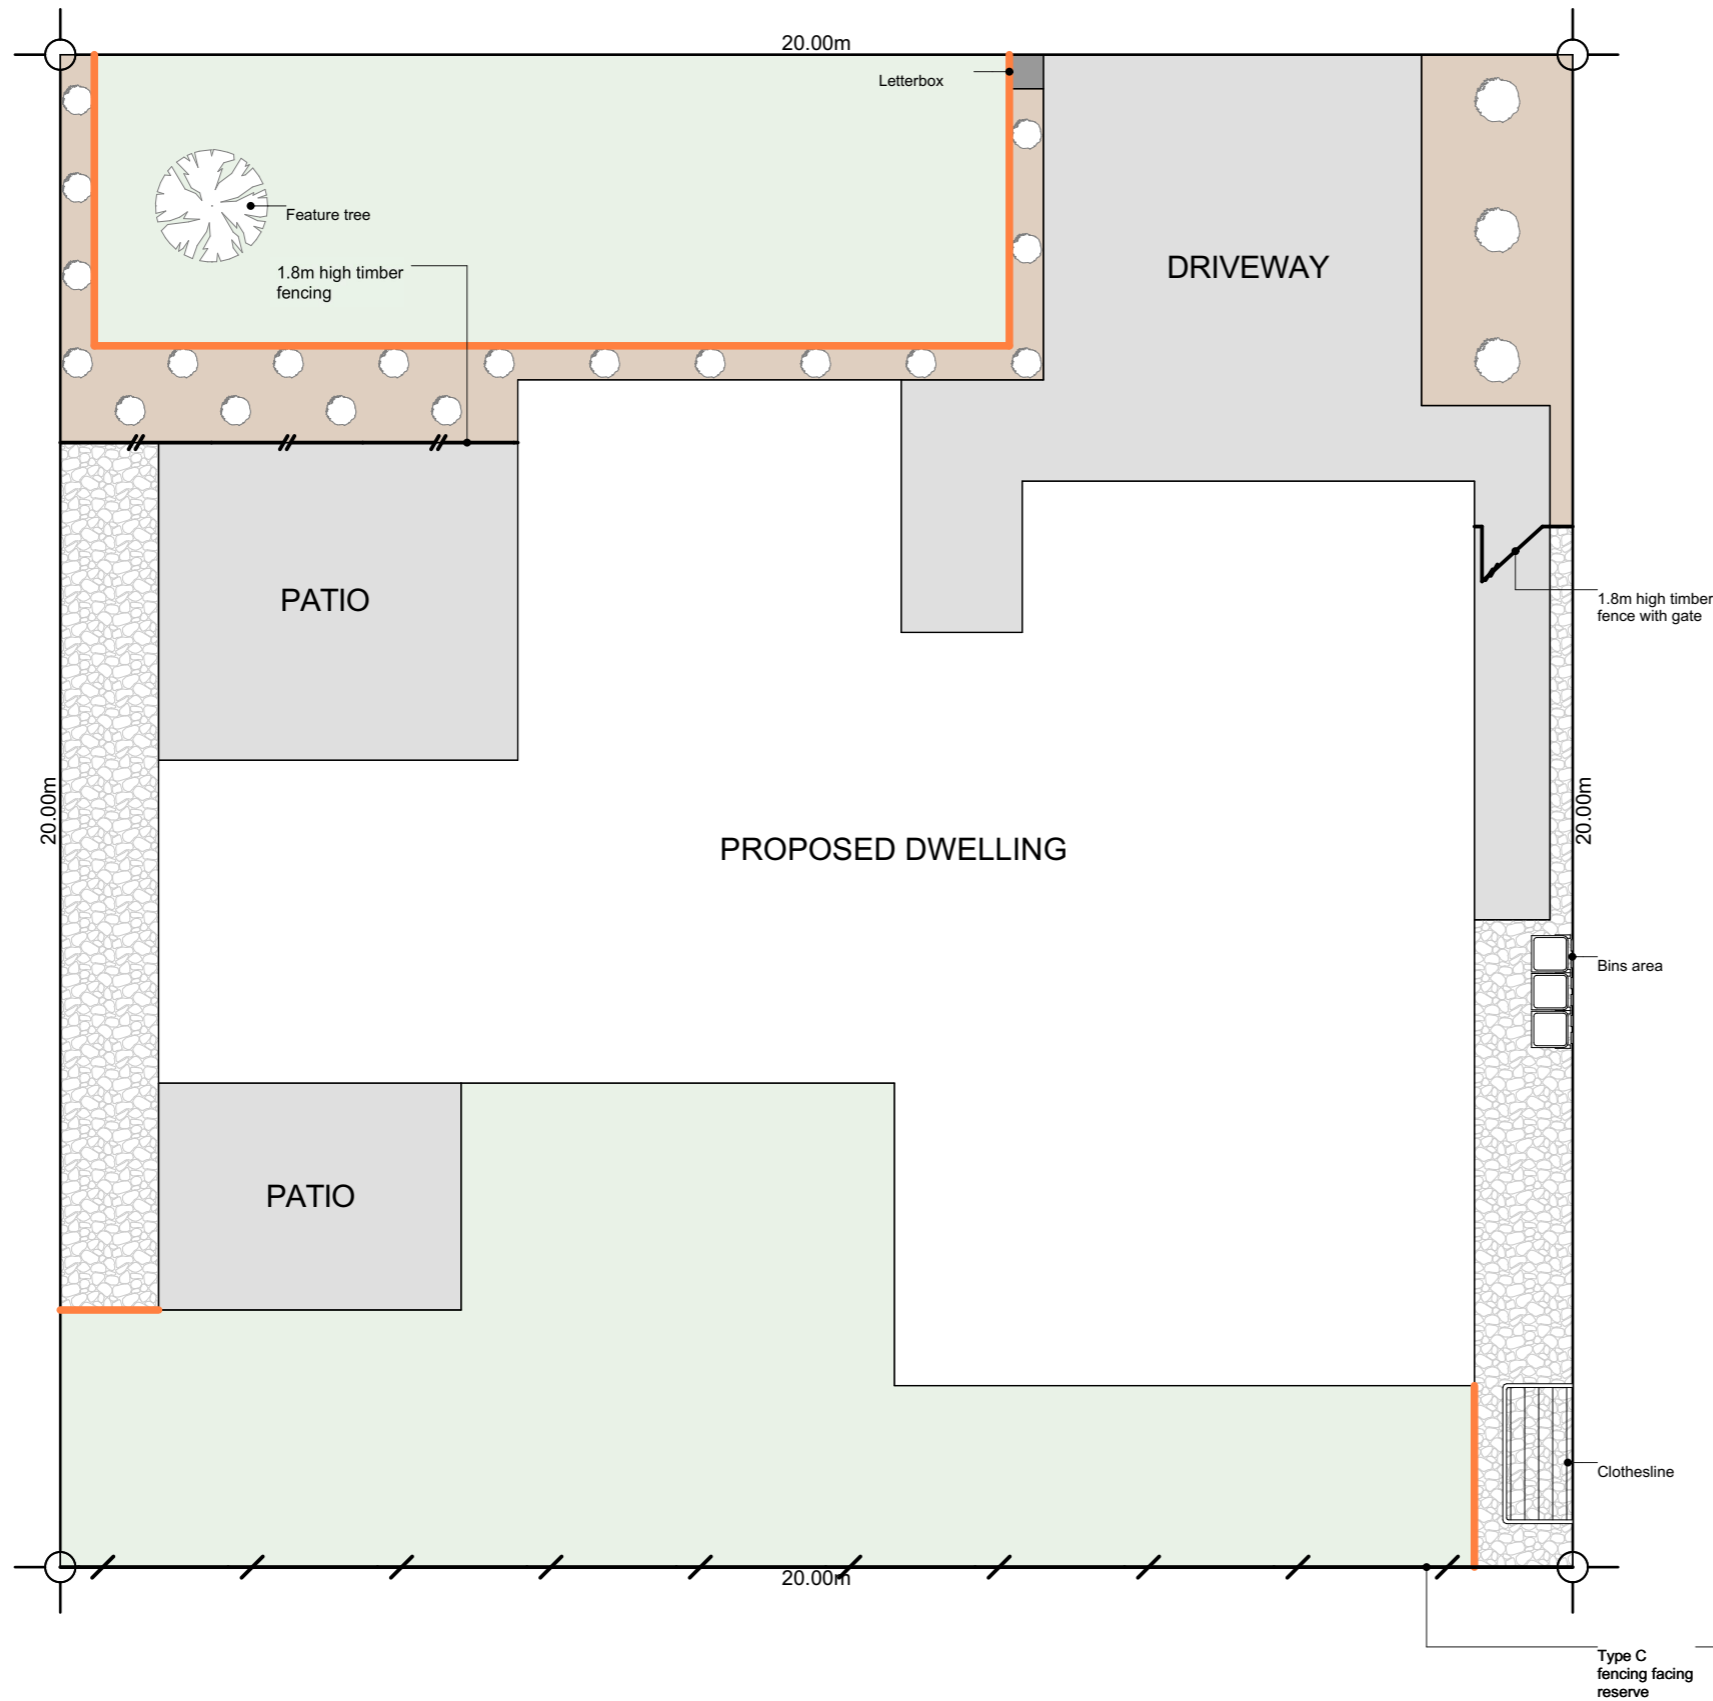 20.00m
Letterbox
Feature tree
1.8m high timber
fencing
DRIVEWAY
PATIO
1.8m high timber
fence with gate
20.00m
20.00m
PROPOSED DWELLING
Bins area
PATIO
Clothesline
20.00m
Type C
fencing facing
reserve